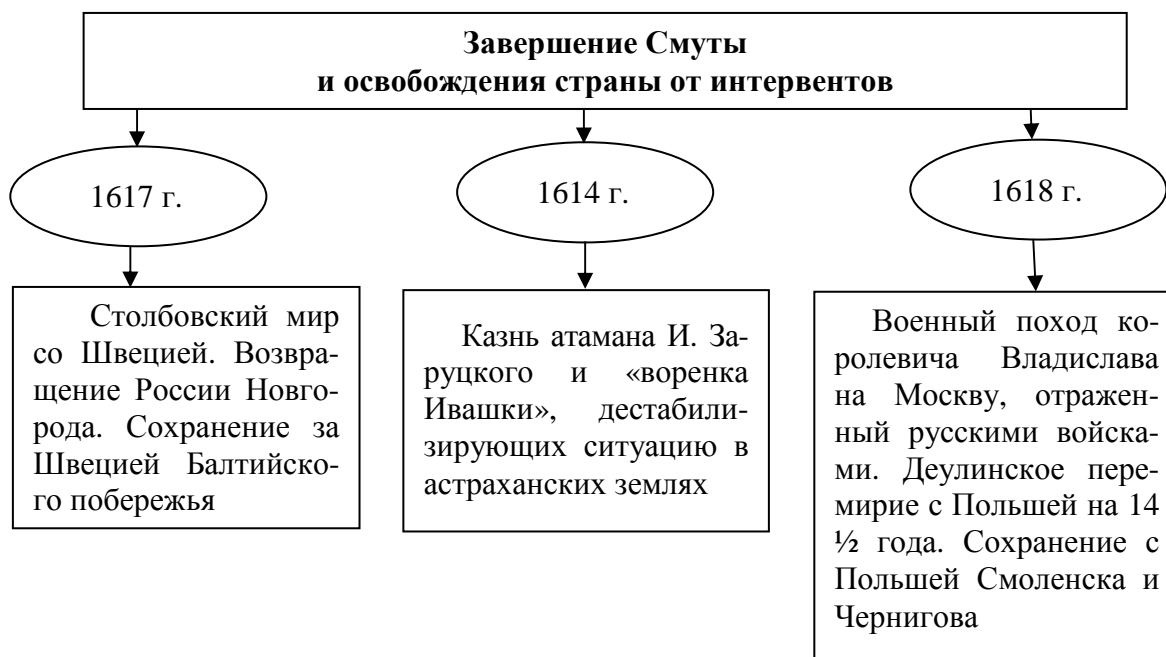 Завершение Смуты
и освобождения страны от интервентов
1617 г.
1614 г.
1618 г.
Столбовский мир
со Швецией. Возвра-
щение России Новго-
рода. Сохранение за
Швецией Балтийско-
го побережья
Казнь атамана И. За-
руцкого и «воренка
Ивашки», дестабили-
зирующих ситуацию в
астраханских землях
Военный поход ко-
ролевича Владислава
на Москву, отражен-
ный русскими войска-
ми. Деулинское пере-
мирие с Польшей на 14
½ года. Сохранение с
Польшей Смоленска и
Чернигова